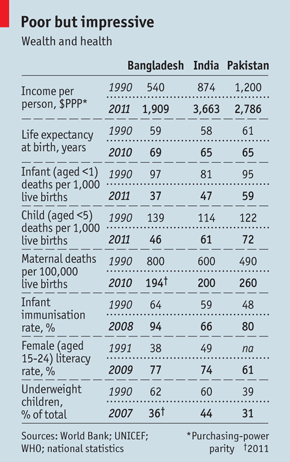 Poor but impressive
Wealth and health
Bangladesh India Pakistan
Income per 1990 540 874 1,200
person, $PPP* 2011 1,909 3,663 2,786
Life expectancy 1990 59 58 61
at birth, years 2010 69 65 65
Infant (aged <1) 1990 97 81 95
deaths per 1,000
live births 2011 37 47 59
Child (aged <5) 1990 139 114 122
deaths per 1,000
live births 2011 46 61 72
Maternal deaths 1990 800 600 490
per 100,000
live births 2010 194† 200 260
Infant 1990 64 59 48
immunisation
rate, % 2008 94 66 80
Female (aged 1991 38 49 na
15-24) literacy
rate, % 2009 77 74 61
Underweight 1990 62 60 39
children,
% of total 2007 36† 44 31
Sources: World Bank; UNICEF; *Purchasing-power
WHO; national statistics parity †2011